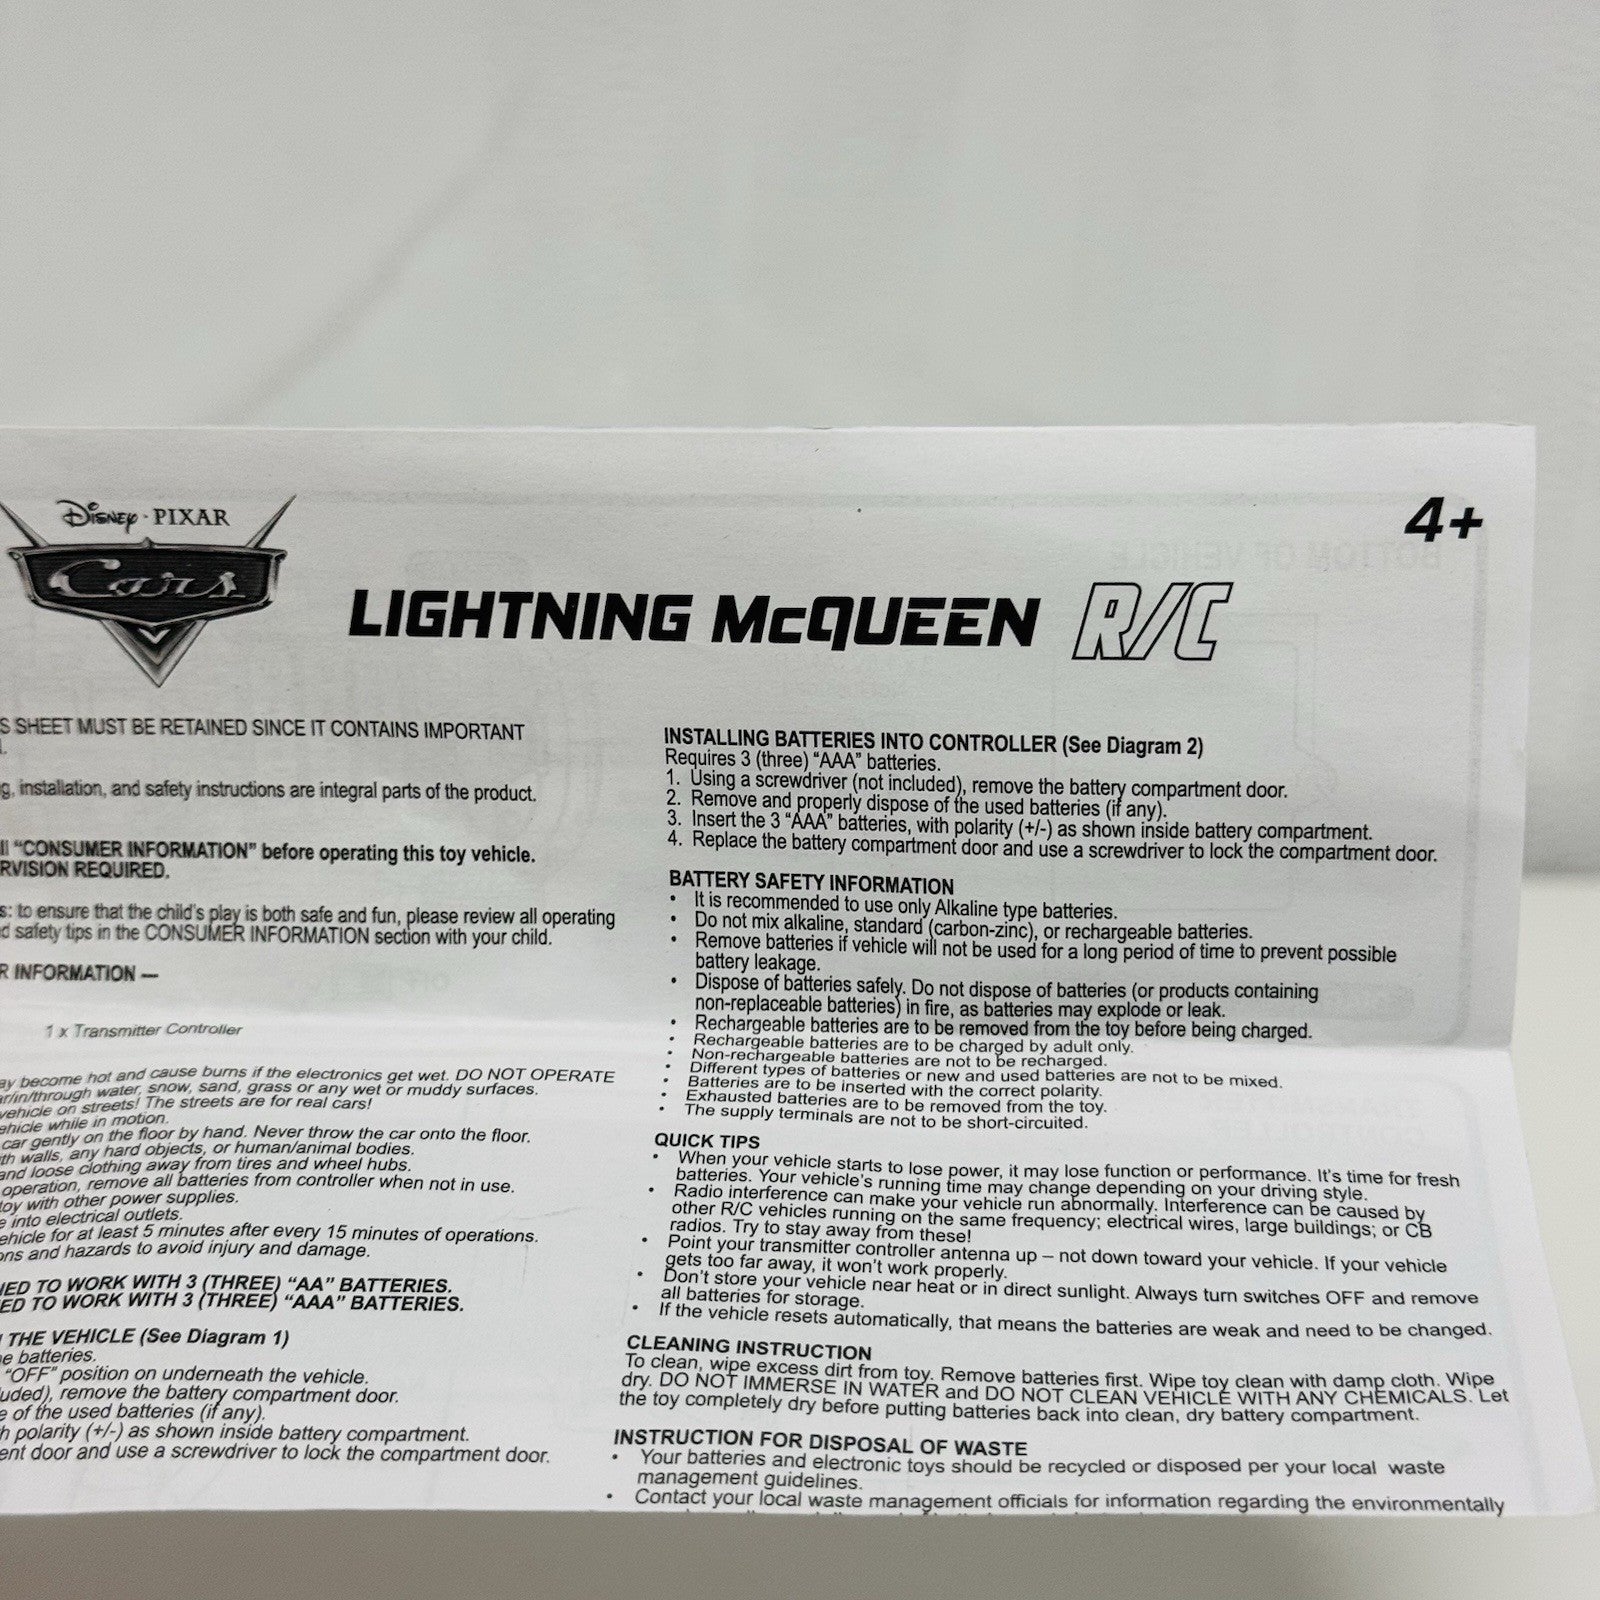 Disney · PIXAR
Cars
LIGHTNING McQUEEN R/C
4+
SHEET MUST BE RETAINED SINCE IT CONTAINS IMPORTANT
installation, and safety instructions are integral parts of the product.
"CONSUMER INFORMATION" before operating this toy vehicle.
REQUIRED.
to ensure that the child's play is both safe and fun, please review all operating
safety tips in the CONSUMER INFORMATION section with your child.
INFORMATION —
1 x Transmitter Controller
become hot and cause burns if the electronics get wet. DO NOT OPERATE
water, snow, sand, grass or any wet or muddy surfaces.
vehicle on streets! The streets are for real cars!
while in motion.
car gently on the floor by hand. Never throw the car onto the floor.
walls, any hard objects, or human/animal bodies.
and loose clothing away from tires and wheel hubs.
operation, remove all batteries from controller when not in use.
with other power supplies.
into electrical outlets.
for at least 5 minutes after every 15 minutes of operations.
and hazards to avoid injury and damage.
TO WORK WITH 3 (THREE) "AA" BATTERIES.
TO WORK WITH 3 (THREE) "AAA" BATTERIES.
THE VEHICLE (See Diagram 1)
batteries.
"OFF" position on underneath the vehicle.
remove the battery compartment door.
of the used batteries (if any).
polarity (+/-) as shown inside battery compartment.
door and use a screwdriver to lock the compartment door.
INSTALLING BATTERIES INTO CONTROLLER (See Diagram 2)
Requires 3 (three) "AAA" batteries.
1. Using a screwdriver (not included), remove the battery compartment door.
2. Remove and properly dispose of the used batteries (if any).
3. Insert the 3 "AAA" batteries, with polarity (+/-) as shown inside battery compartment.
4. Replace the battery compartment door and use a screwdriver to lock the compartment door.
BATTERY SAFETY INFORMATION
• It is recommended to use only Alkaline type batteries.
• Do not mix alkaline, standard (carbon-zinc), or rechargeable batteries.
• Remove batteries if vehicle will not be used for a long period of time to prevent possible
battery leakage.
• Dispose of batteries safely. Do not dispose of batteries (or products containing
non-replaceable batteries) in fire, as batteries may explode or leak.
• Rechargeable batteries are to be removed from the toy before being charged.
• Rechargeable batteries are to be charged by adult only.
• Non-rechargeable batteries are not to be recharged.
• Different types of batteries or new and used batteries are not to be mixed.
• Batteries are to be inserted with the correct polarity.
• Exhausted batteries are to be removed from the toy.
• The supply terminals are not to be short-circuited.
QUICK TIPS
• When your vehicle starts to lose power, it may lose function or performance. It's time for fresh
batteries. Your vehicle's running time may change depending on your driving style.
• Radio interference can make your vehicle run abnormally. Interference can be caused by
other R/C vehicles running on the same frequency; electrical wires, large buildings; or CB
radios. Try to stay away from these!
• Point your transmitter controller antenna up – not down toward your vehicle. If your vehicle
gets too far away, it won't work properly.
• Don't store your vehicle near heat or in direct sunlight. Always turn switches OFF and remove
all batteries for storage.
• If the vehicle resets automatically, that means the batteries are weak and need to be changed.
CLEANING INSTRUCTION
To clean, wipe excess dirt from toy. Remove batteries first. Wipe toy clean with damp cloth. Wipe
dry. DO NOT IMMERSE IN WATER and DO NOT CLEAN VEHICLE WITH ANY CHEMICALS. Let
the toy completely dry before putting batteries back into clean, dry battery compartment.
INSTRUCTION FOR DISPOSAL OF WASTE
• Your batteries and electronic toys should be recycled or disposed per your local waste
management guidelines.
• Contact your local waste management officials for information regarding the environmentally